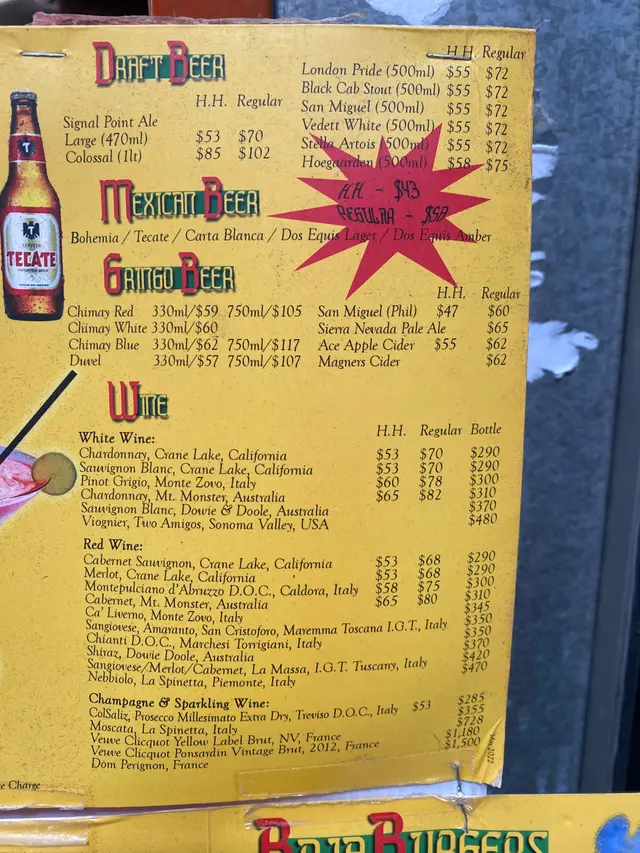 DRAFT BEER
H.H. Regular
Signal Point Ale
Large (470ml) $53 $70
Colossal (1lt) $85 $102
H.H. Regular
London Pride (500ml) $55 $72
Black Cab Stout (500ml) $55 $72
San Miguel (500ml) $55 $72
Vedett White (500ml) $55 $72
Stella Artois (500ml) $55 $72
Hoegaarden (500ml) $58 $75
MEXICAN BEER
H.H. - $43
REGULRA - $58
Bohemia / Tecate / Carta Blanca / Dos Equis Lager / Dos Equis Amber
CERVEZA
TECATE
GRINGO BEER
Chimay Red 330ml/$59 750ml/$105
Chimay White 330ml/$60
Chimay Blue 330ml/$62 750ml/$117
Duvel 330ml/$57 750ml/$107
H.H. Regular
San Miguel (Phil) $47 $60
Sierra Nevada Pale Ale $65
Ace Apple Cider $55 $62
Magners Cider $62
WINE
H.H. Regular Bottle
White Wine:
Chardonnay, Crane Lake, California $53 $70 $290
Sauvignon Blanc, Crane Lake, California $53 $70 $290
Pinot Grigio, Monte Zovo, Italy $60 $78 $300
Chardonnay, Mt. Monster, Australia $65 $82 $310
Sauvignon Blanc, Dowie & Doole, Australia $370
Viognier, Two Amigos, Sonoma Valley, USA $480
Red Wine:
Cabernet Sauvignon, Crane Lake, California $53 $68 $290
Merlot, Crane Lake, California $53 $68 $290
Montepulciano d'Abruzzo D.O.C., Caldora, Italy $58 $75 $300
Cabernet, Mt. Monster, Australia $65 $80 $310
Ca' Liverno, Monte Zovo, Italy $345
Sangiovese, Amaranto, San Cristoforo, Maremma Toscana I.G.T., Italy $350
Chianti D.O.C., Marchesi Torrigiani, Italy $350
Shiraz, Dowie Doole, Australia $370
Sangiovese/Merlot/Cabernet, La Massa, I.G.T. Tuscany, Italy $420
Nebbiolo, La Spinetta, Piemonte, Italy $470
Champagne & Sparkling Wine:
ColSaliz, Prosecco Millesimato Extra Dry, Treviso D.O.C., Italy $53 $285
Moscata, La Spinetta, Italy $355
Veuve Clicquot Yellow Label Brut, NV, France $728
Veuve Clicquot Ponsardin Vintage Brut, 2012, France $1,180
Dom Perignon, France $1,500
May 2022
e Charge
BAJA BURGERS